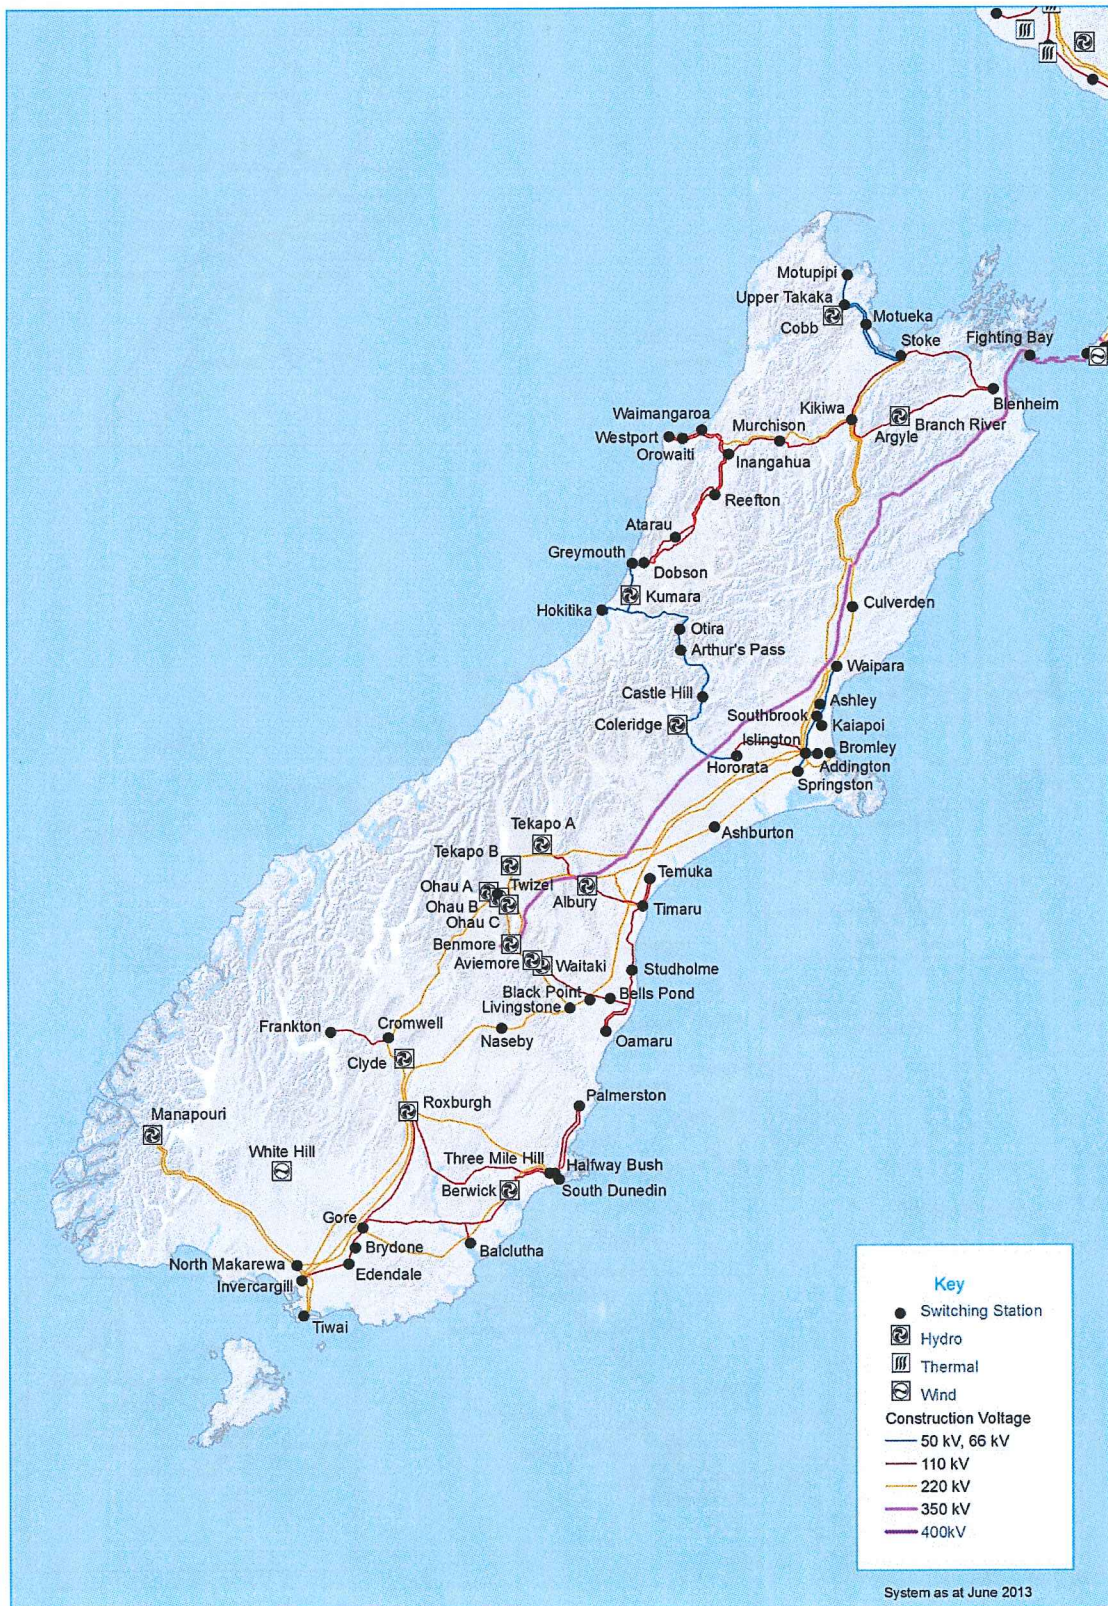 Motupipi
Upper Takaka
Cobb
Motueka
Stoke
Fighting Bay
Blenheim
Kikiwa
Branch River
Argyle
Waimangaroa
Murchison
Westport
Orowaiti
Inangahua
Reefton
Atarau
Greymouth
Dobson
Kumara
Hokitika
Culverden
Otira
Arthur's Pass
Waipara
Castle Hill
Ashley
Southbrook
Kaiapoi
Coleridge
Islington
Bromley
Hororata
Addington
Springston
Ashburton
Tekapo A
Tekapo B
Temuka
Ohau A
Twizel
Albury
Ohau B
Timaru
Ohau C
Benmore
Aviemore
Waitaki
Studholme
Black Point
Bells Pond
Livingstone
Frankton
Cromwell
Naseby
Oamaru
Clyde
Roxburgh
Palmerston
Manapouri
White Hill
Three Mile Hill
Halfway Bush
Berwick
South Dunedin
Gore
Brydone
Balclutha
North Makarewa
Edendale
Invercargill
Tiwai
Key
Switching Station
Hydro
Thermal
Wind
Construction Voltage
50 kV, 66 kV
110 kV
220 kV
350 kV
400kV
System as at June 2013